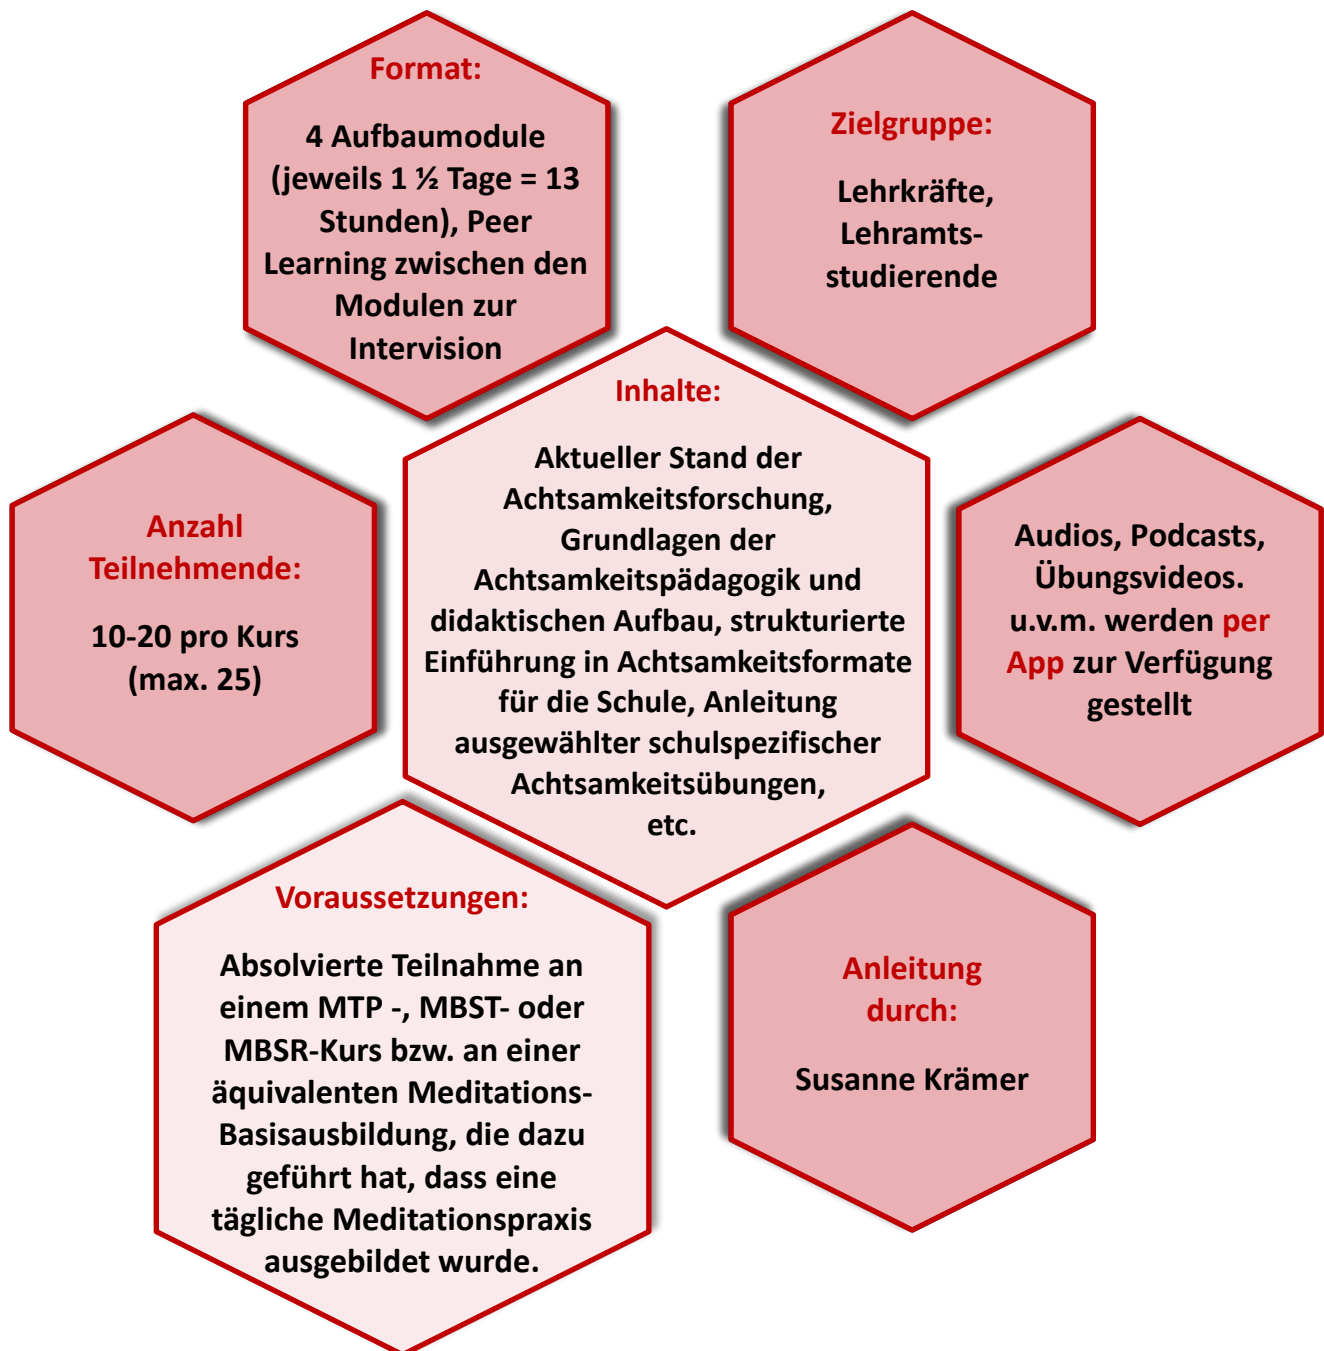 Format:
4 Aufbaumodule
(jeweils 1 ½ Tage = 13
Stunden), Peer
Learning zwischen den
Modulen zur
Intervision
Zielgruppe:
Lehrkräfte,
Lehramts-
studierende
Inhalte:
Aktueller Stand der
Achtsamkeitsforschung,
Grundlagen der
Achtsamkeitspädagogik und
didaktischen Aufbau, strukturierte
Einführung in Achtsamkeitsformate
für die Schule, Anleitung
ausgewählter schulspezifischer
Achtsamkeitsübungen,
etc.
Anzahl
Teilnehmende:
10-20 pro Kurs
(max. 25)
Audios, Podcasts,
Übungsvideos.
u.v.m. werden per
App zur Verfügung
gestellt
Voraussetzungen:
Absolvierte Teilnahme an
einem MTP -, MBST- oder
MBSR-Kurs bzw. an einer
äquivalenten Meditations-
Basisausbildung, die dazu
geführt hat, dass eine
tägliche Meditationspraxis
ausgebildet wurde.
Anleitung
durch:
Susanne Krämer